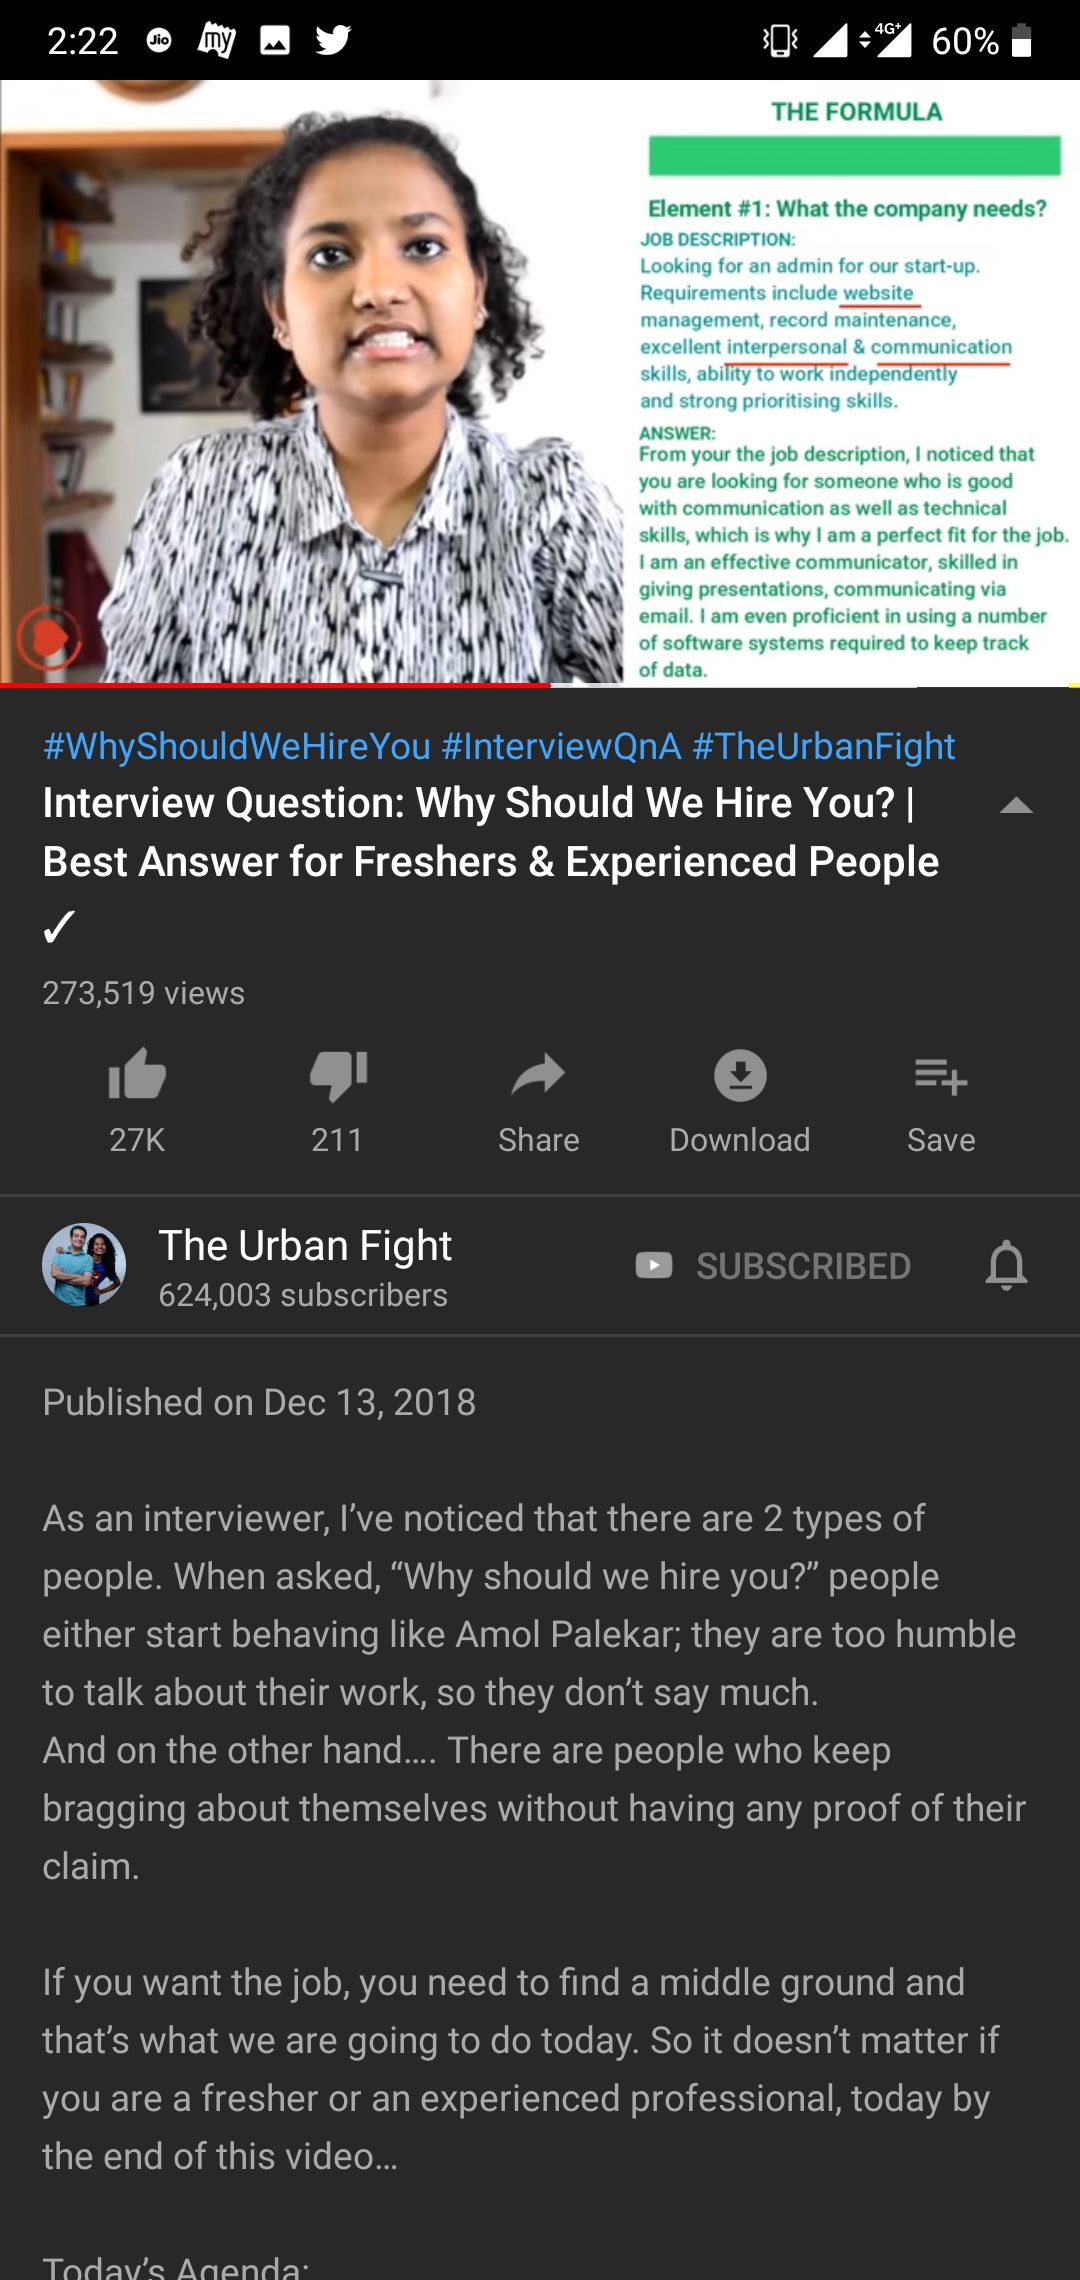 2:22 Jio my 4G+ 60%
THE FORMULA
Element #1: What the company needs?
JOB DESCRIPTION:
Looking for an admin for our start-up.
Requirements include website
management, record maintenance,
excellent interpersonal & communication
skills, ability to work independently
and strong prioritising skills.
ANSWER:
From your the job description, I noticed that
you are looking for someone who is good
with communication as well as technical
skills, which is why I am a perfect fit for the job.
I am an effective communicator, skilled in
giving presentations, communicating via
email. I am even proficient in using a number
of software systems required to keep track
of data.
#WhyShouldWeHireYou #InterviewQnA #TheUrbanFight
Interview Question: Why Should We Hire You? |
Best Answer for Freshers & Experienced People
✓
273,519 views
27K 211 Share Download Save
The Urban Fight
624,003 subscribers
SUBSCRIBED
Published on Dec 13, 2018
As an interviewer, I’ve noticed that there are 2 types of
people. When asked, “Why should we hire you?” people
either start behaving like Amol Palekar; they are too humble
to talk about their work, so they don’t say much.
And on the other hand.... There are people who keep
bragging about themselves without having any proof of their
claim.
If you want the job, you need to find a middle ground and
that’s what we are going to do today. So it doesn’t matter if
you are a fresher or an experienced professional, today by
the end of this video...
Today’s Agenda: